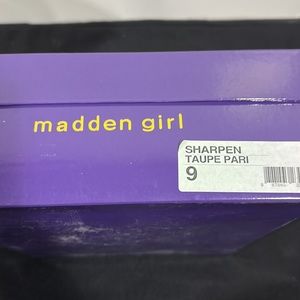 madden girl
SHARPEN
TAUPE PARI
9